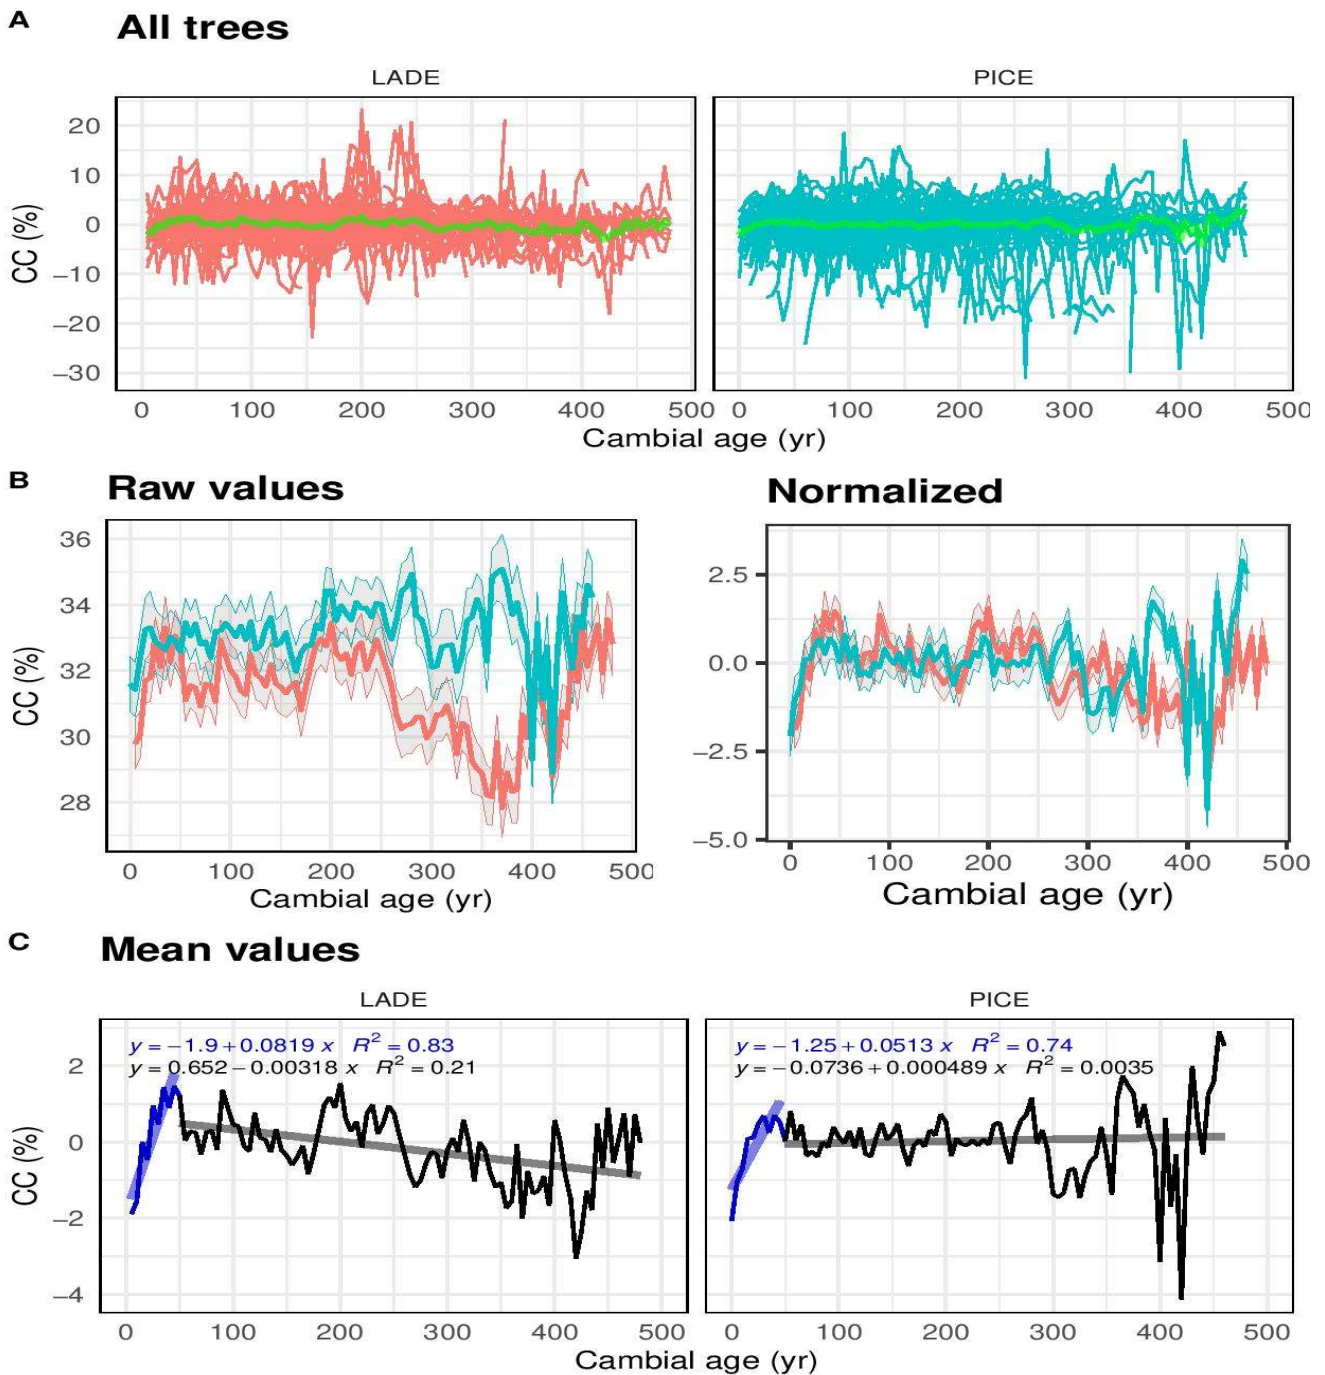 A
All trees
LADE PICE
20
10
0
−10
−20
−30
CC (%)
0 100 200 300 400 500 0 100 200 300 400 500
Cambial age (yr)
B
Raw values Normalized
36
34
32
30
28
CC (%)
2.5
0.0
−2.5
−5.0
0 100 200 300 400 500 0 100 200 300 400 500
Cambial age (yr) Cambial age (yr)
C
Mean values
LADE PICE
y = −1.9 + 0.0819 x R² = 0.83
y = 0.652 − 0.00318 x R² = 0.21
y = −1.25 + 0.0513 x R² = 0.74
y = −0.0736 + 0.000489 x R² = 0.0035
2
0
−2
−4
CC (%)
0 100 200 300 400 500 0 100 200 300 400 500
Cambial age (yr)